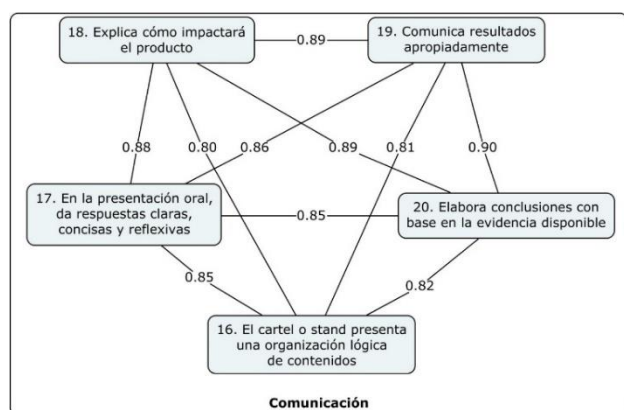 18. Explica cómo impactará
el producto
0.89
19. Comunica resultados
apropiadamente
0.88
0.80
0.86
0.89
0.81
0.90
17. En la presentación oral,
da respuestas claras,
concisas y reflexivas
0.85
20. Elabora conclusiones con
base en la evidencia disponible
0.85
0.82
16. El cartel o stand presenta
una organización lógica
de contenidos
Comunicación